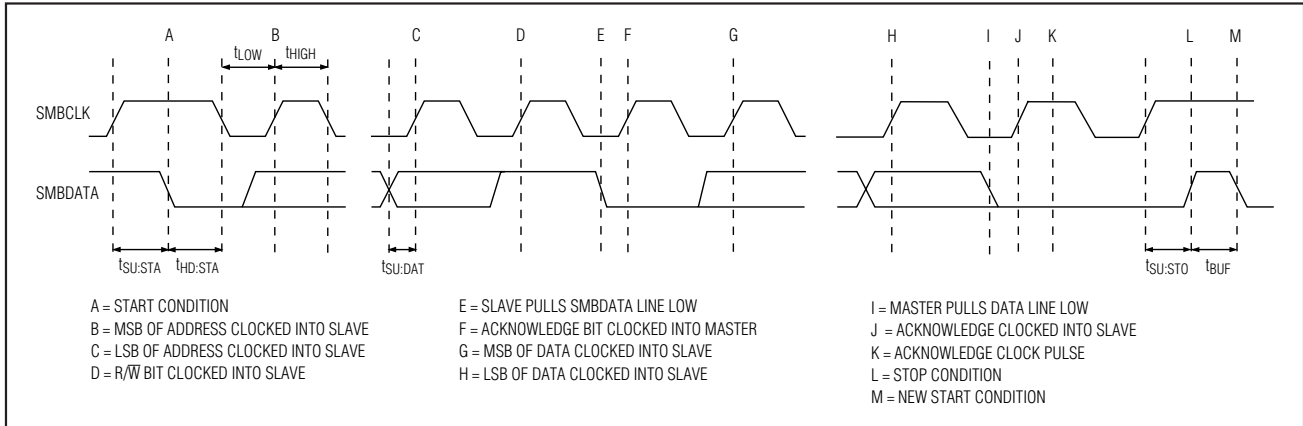 A B C D E F G H I J K L M
tLOW tHIGH
SMBCLK
SMBDATA
tSU:STA tHD:STA tSU:DAT tSU:STO tBUF
A = START CONDITION
B = MSB OF ADDRESS CLOCKED INTO SLAVE
C = LSB OF ADDRESS CLOCKED INTO SLAVE
D = R/W̅ BIT CLOCKED INTO SLAVE
E = SLAVE PULLS SMBDATA LINE LOW
F = ACKNOWLEDGE BIT CLOCKED INTO MASTER
G = MSB OF DATA CLOCKED INTO SLAVE
H = LSB OF DATA CLOCKED INTO SLAVE
I = MASTER PULLS DATA LINE LOW
J = ACKNOWLEDGE CLOCKED INTO SLAVE
K = ACKNOWLEDGE CLOCK PULSE
L = STOP CONDITION
M = NEW START CONDITION